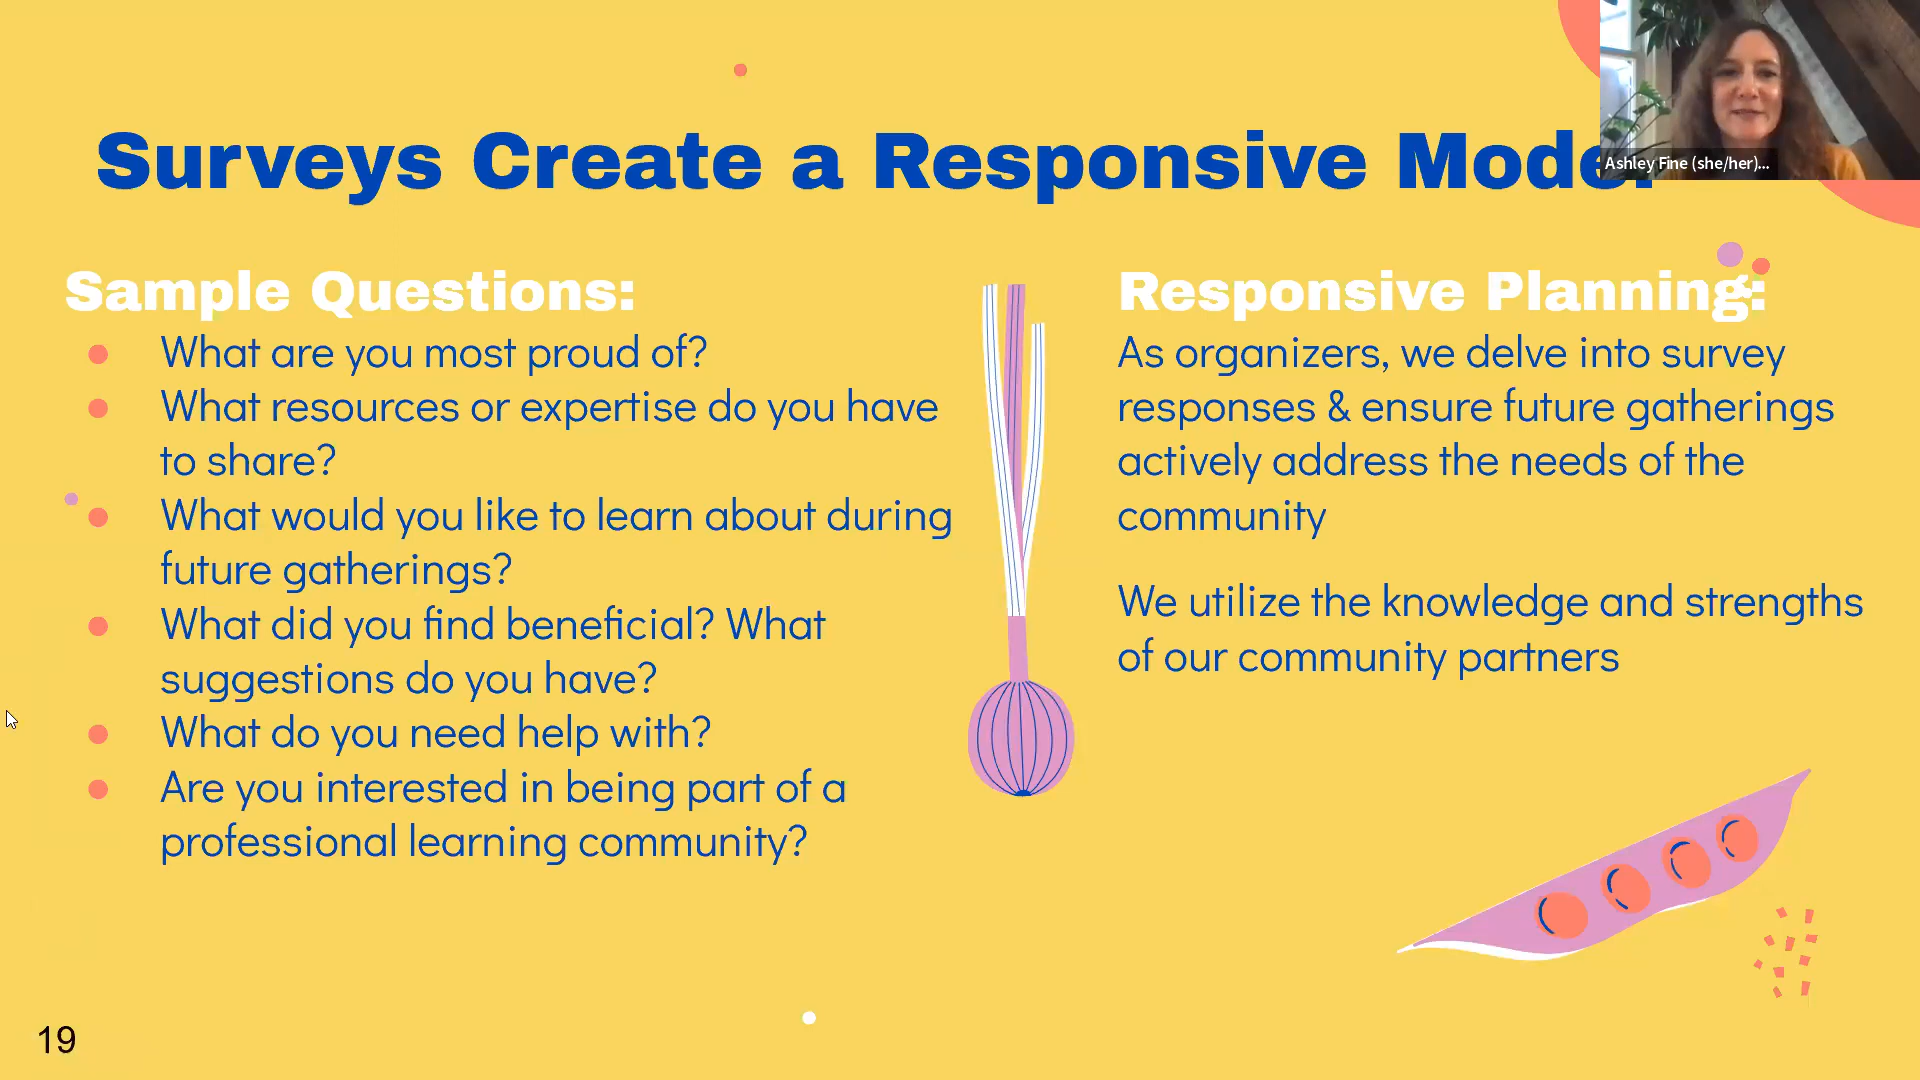 Surveys Create a Responsive Model
Ashley Fine (she/her)...
Sample Questions:
What are you most proud of?
What resources or expertise do you have
to share?
What would you like to learn about during
future gatherings?
What did you find beneficial? What
suggestions do you have?
What do you need help with?
Are you interested in being part of a
professional learning community?
Responsive Planning:
As organizers, we delve into survey
responses & ensure future gatherings
actively address the needs of the
community
We utilize the knowledge and strengths
of our community partners
19